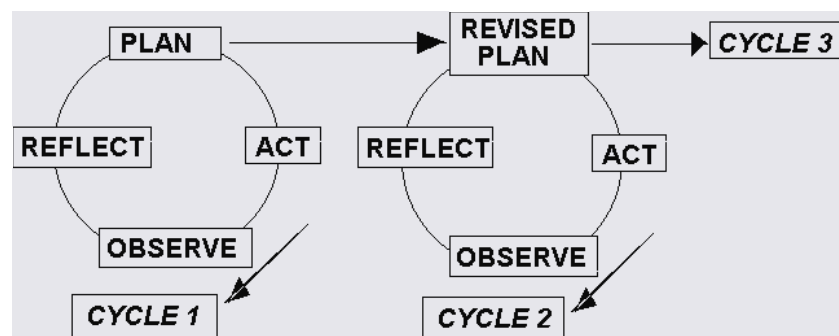 PLAN
REVISED
PLAN
CYCLE 3
REFLECT
ACT
REFLECT
ACT
OBSERVE
OBSERVE
CYCLE 1
CYCLE 2